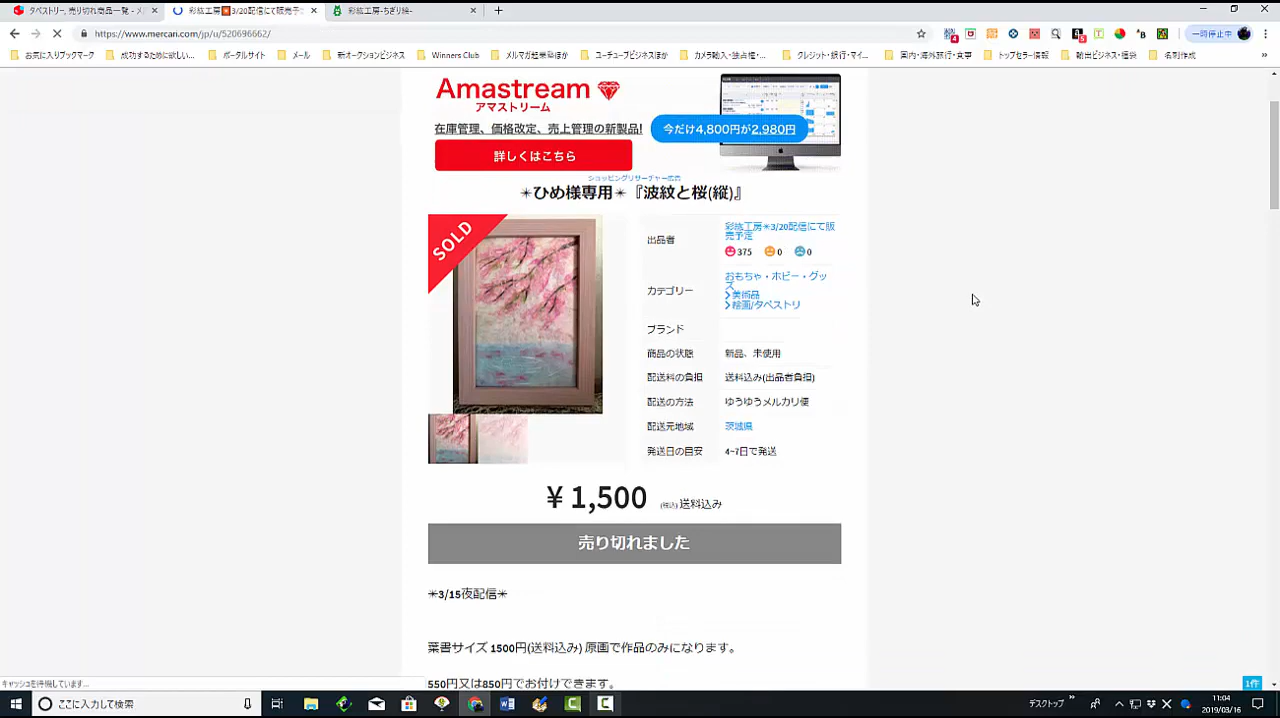 タペストリー, 売り切れ商品一覧 - メ
彩紘工房🌸3/20配信にて販売予
彩紘工房-ちぎり絵-
https://www.mercari.com/jp/u/520696662/
一時停止中
お気に入りブックマーク
成功するために欲しい...
ポータルサイト
メール
新オークションビジネス
Winners Club
メルマガ起業塾ほか
ユーチューブビジネスほか
カメラ輸入・独占権・...
クレジット・銀行・マイ...
国内・海外旅行・食事
トップセラー情報
輸出ビジネス・福袋
名刺作成
»
Amastream
アマストリーム
在庫管理、価格改定、売上管理の新製品!
今だけ4,800円が2,980円
詳しくはこちら
ショッピングリサーチャー広告
✴ひめ様専用✴『波紋と桜(縦)』
SOLD
出品者
彩紘工房✴3/20配信にて販
売予定
375 0 0
カテゴリー
おもちゃ・ホビー・グッ
ズ
美術品
絵画/タペストリ
ブランド
商品の状態 新品、未使用
配送料の負担 送料込み(出品者負担)
配送の方法 ゆうゆうメルカリ便
配送元地域 茨城県
発送日の目安 4~7日で発送
¥ 1,500 (税込) 送料込み
売り切れました
✴3/15夜配信✴
葉書サイズ 1500円(送料込み) 原画で作品のみになります。
550円又は850円でお付けできます。
キャッシュを待機しています...
1作
ここに入力して検索
デスクトップ
11:04
2019/03/16